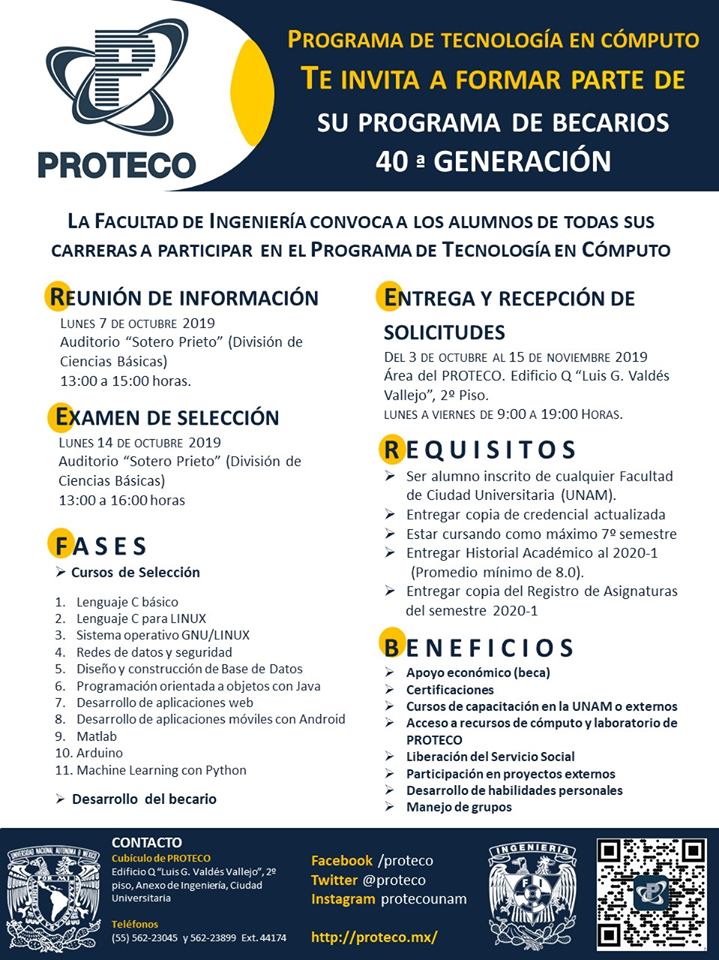 PROGRAMA DE TECNOLOGÍA EN CÓMPUTO
TE INVITA A FORMAR PARTE DE
SU PROGRAMA DE BECARIOS
40 ª GENERACIÓN
P
PROTECO
LA FACULTAD DE INGENIERÍA CONVOCA A LOS ALUMNOS DE TODAS SUS
CARRERAS A PARTICIPAR EN EL PROGRAMA DE TECNOLOGÍA EN CÓMPUTO
REUNIÓN DE INFORMACIÓN
LUNES 7 DE OCTUBRE 2019
Auditorio “Sotero Prieto” (División de
Ciencias Básicas)
13:00 a 15:00 horas.
EXAMEN DE SELECCIÓN
LUNES 14 DE OCTUBRE 2019
Auditorio “Sotero Prieto” (División de
Ciencias Básicas)
13:00 a 16:00 horas
FASES
Cursos de Selección
1. Lenguaje C básico
2. Lenguaje C para LINUX
3. Sistema operativo GNU/LINUX
4. Redes de datos y seguridad
5. Diseño y construcción de Base de Datos
6. Programación orientada a objetos con Java
7. Desarrollo de aplicaciones web
8. Desarrollo de aplicaciones móviles con Android
9. Matlab
10. Arduino
11. Machine Learning con Python
Desarrollo del becario
ENTREGA Y RECEPCIÓN DE
SOLICITUDES
DEL 3 DE OCTUBRE AL 15 DE NOVIEMBRE 2019
Área del PROTECO. Edificio Q “Luis G. Valdés
Vallejo”, 2º Piso.
LUNES A VIERNES DE 9:00 A 19:00 HORAS.
REQUISITOS
Ser alumno inscrito de cualquier Facultad
de Ciudad Universitaria (UNAM).
Entregar copia de credencial actualizada
Estar cursando como máximo 7º semestre
Entregar Historial Académico al 2020-1
(Promedio mínimo de 8.0).
Entregar copia del Registro de Asignaturas
del semestre 2020-1
BENEFICIOS
Apoyo económico (beca)
Certificaciones
Cursos de capacitación en la UNAM o externos
Acceso a recursos de cómputo y laboratorio de
PROTECO
Liberación del Servicio Social
Participación en proyectos externos
Desarrollo de habilidades personales
Manejo de grupos
CONTACTO
Cubículo de PROTECO
Edificio Q “Luis G. Valdés Vallejo”, 2º
piso, Anexo de Ingeniería, Ciudad
Universitaria
Teléfonos
(55) 562-23045 y 562-23899 Ext. 44174
Facebook /proteco
Twitter @proteco
Instagram protecounam
http://proteco.mx/
INGENIERIA